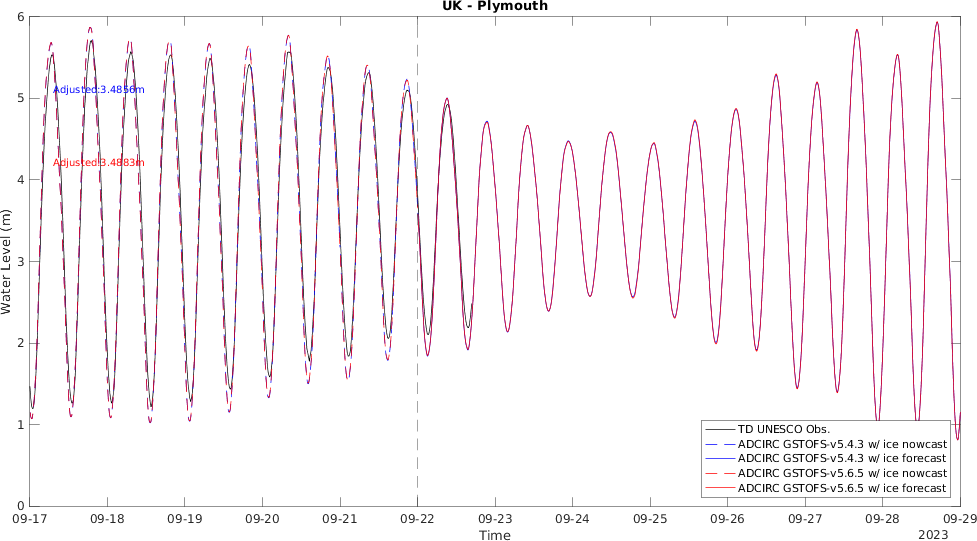 UK - Plymouth
6
5
4
3
2
1
0
Water Level (m)
Adjusted:3.4856m
Adjusted:3.4883m
TD UNESCO Obs.
ADCIRC GSTOFS-v5.4.3 w/ ice nowcast
ADCIRC GSTOFS-v5.4.3 w/ ice forecast
ADCIRC GSTOFS-v5.6.5 w/ ice nowcast
ADCIRC GSTOFS-v5.6.5 w/ ice forecast
09-17 09-18 09-19 09-20 09-21 09-22 09-23 09-24 09-25 09-26 09-27 09-28 09-29
Time
2023